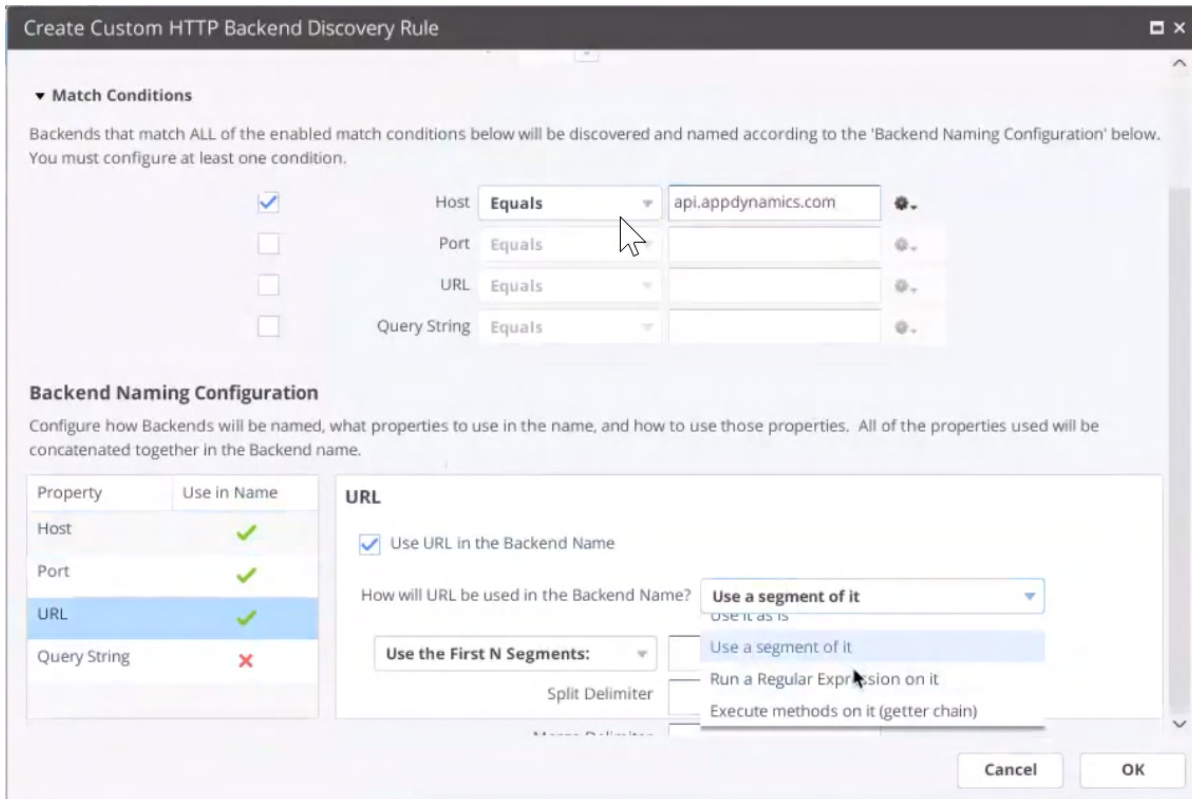 Create Custom HTTP Backend Discovery Rule
Match Conditions
Backends that match ALL of the enabled match conditions below will be discovered and named according to the 'Backend Naming Configuration' below.
You must configure at least one condition.
Host Equals api.appdynamics.com
Port Equals
URL Equals
Query String Equals
Backend Naming Configuration
Configure how Backends will be named, what properties to use in the name, and how to use those properties. All of the properties used will be
concatenated together in the Backend name.
Property Use in Name
Host
Port
URL
Query String
URL
Use URL in the Backend Name
How will URL be used in the Backend Name? Use a segment of it
Use it as is
Use a segment of it
Use the First N Segments:
Run a Regular Expression on it
Split Delimiter
Execute methods on it (getter chain)
Cancel OK